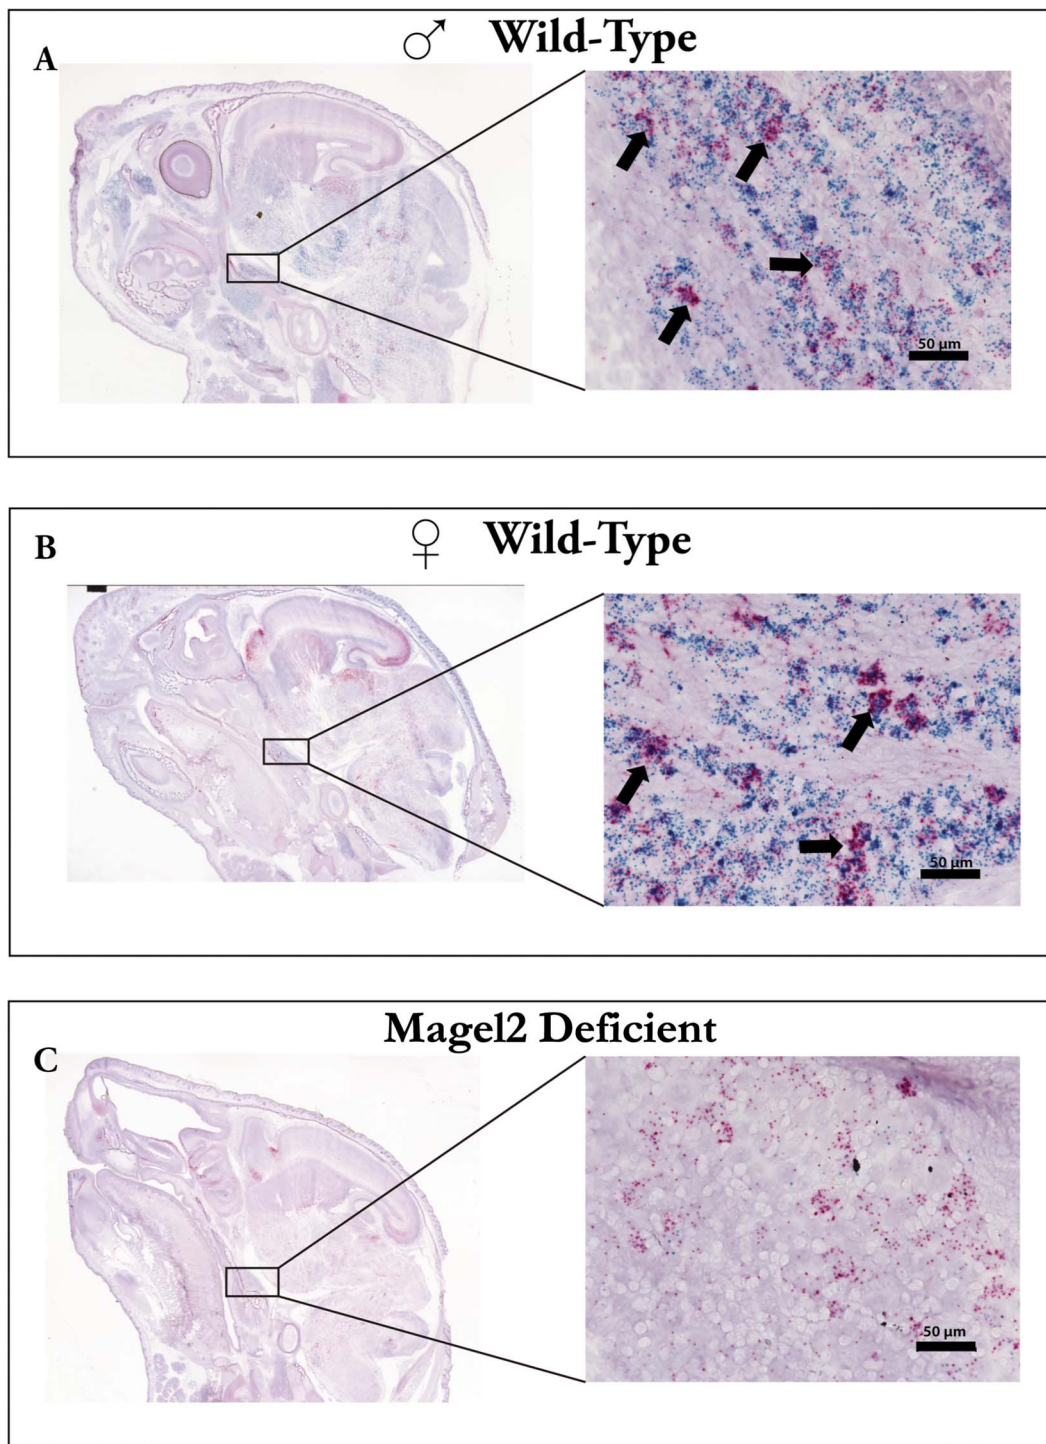 A
♂ Wild-Type
50 µm
B
♀ Wild-Type
50 µm
C
Magel2 Deficient
50 µm